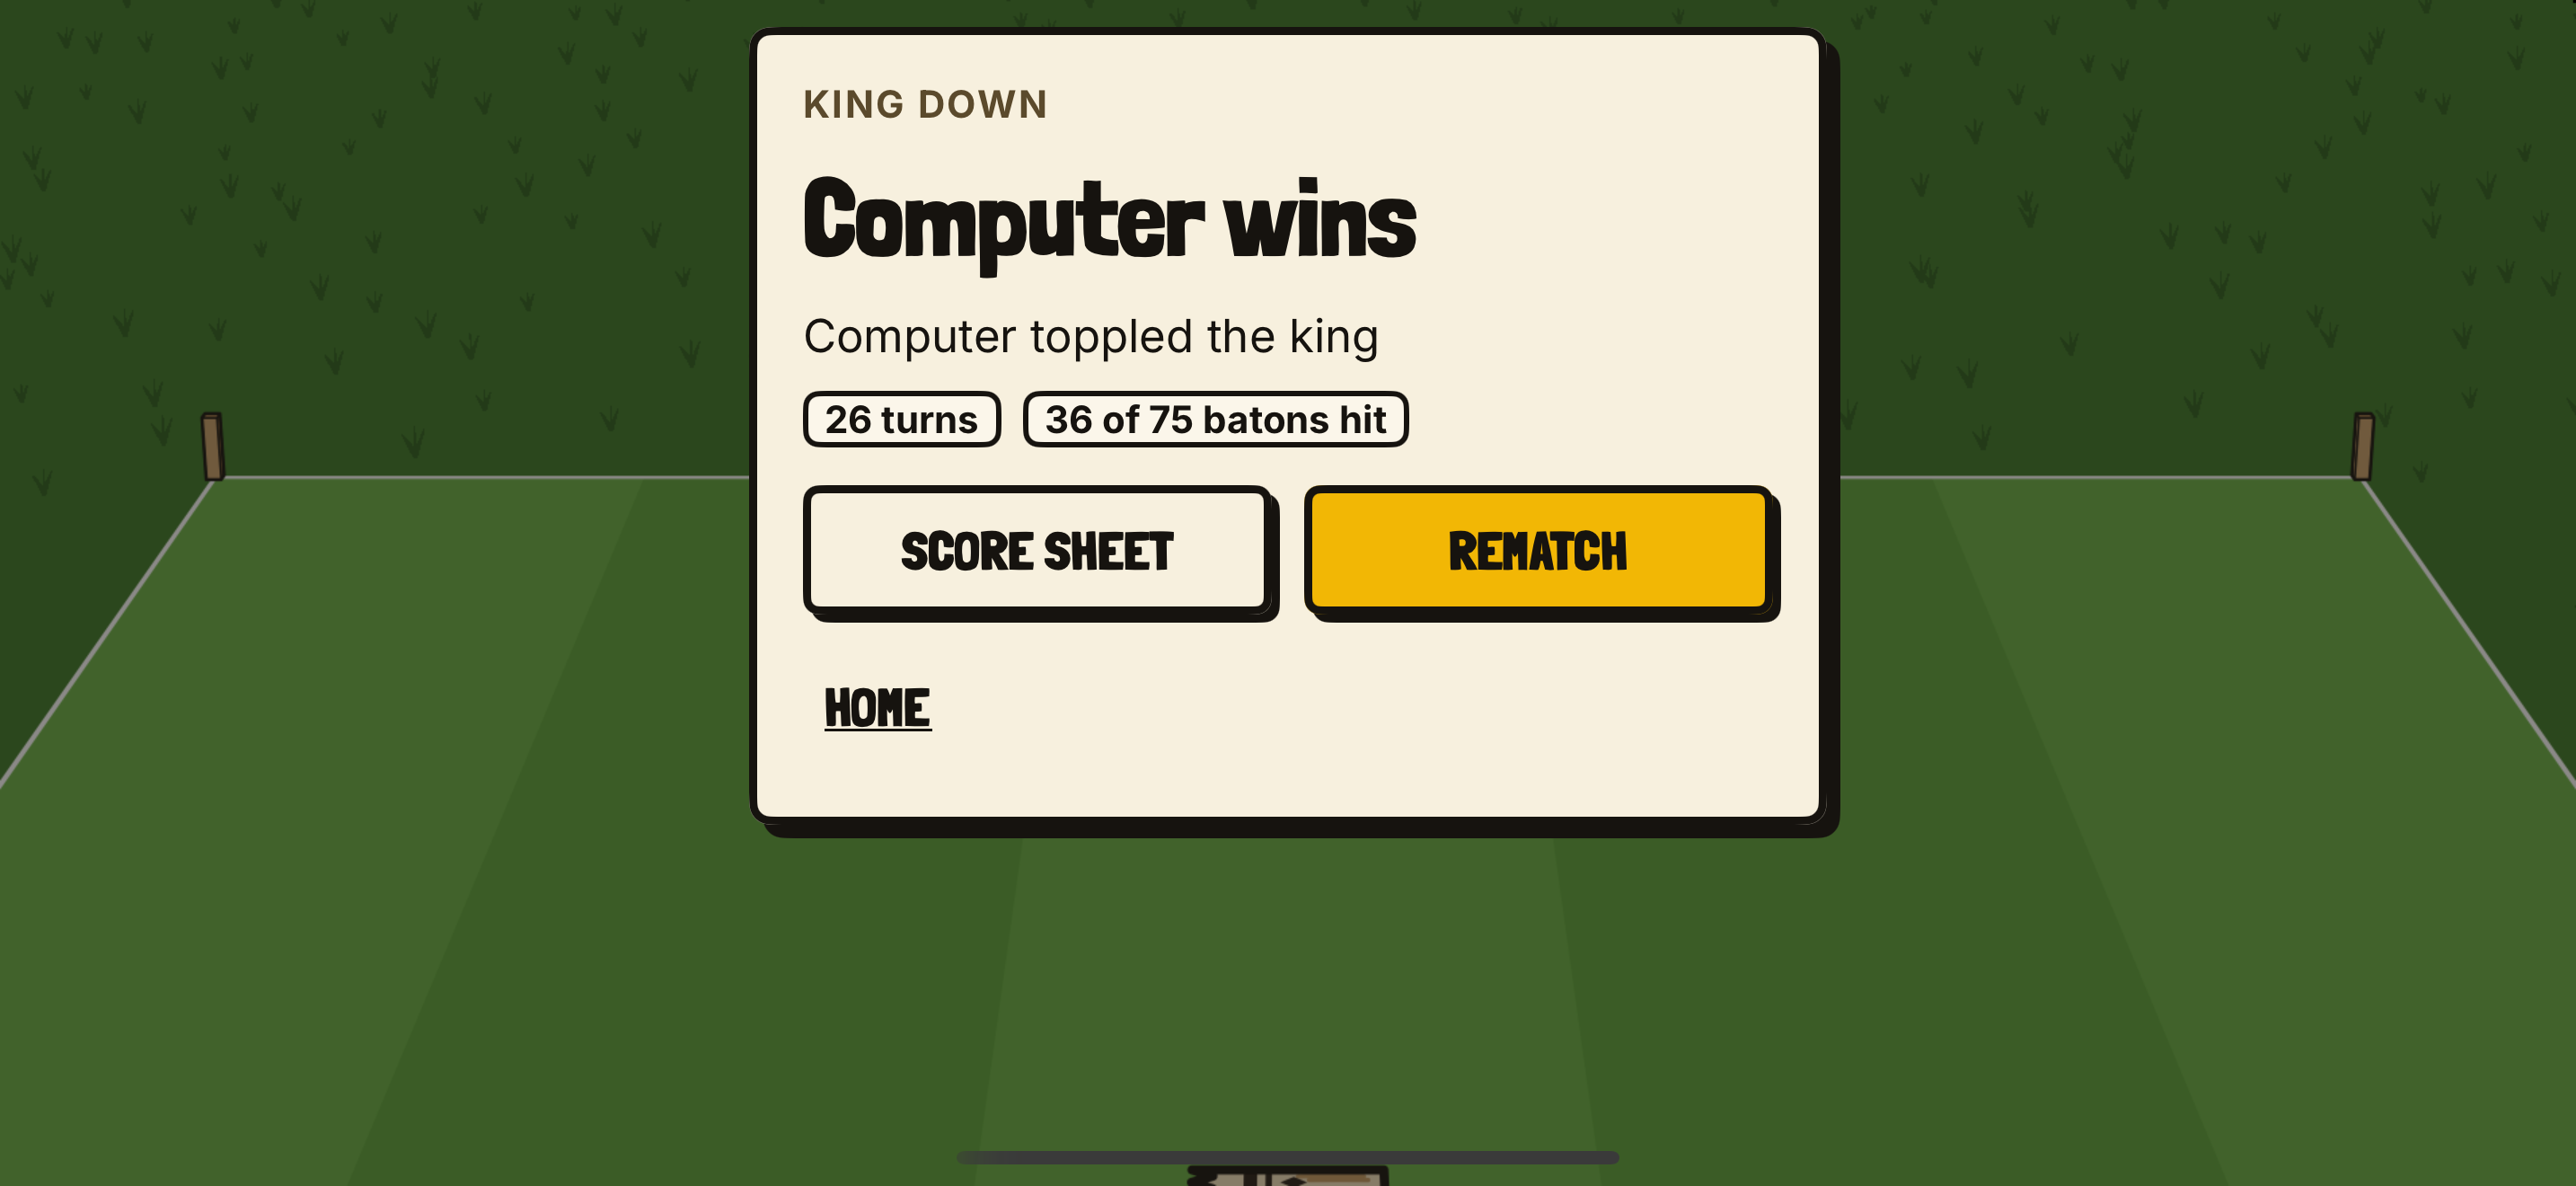 KING DOWN
Computer wins
Computer toppled the king
26 turns 36 of 75 batons hit
SCORE SHEET REMATCH
HOME